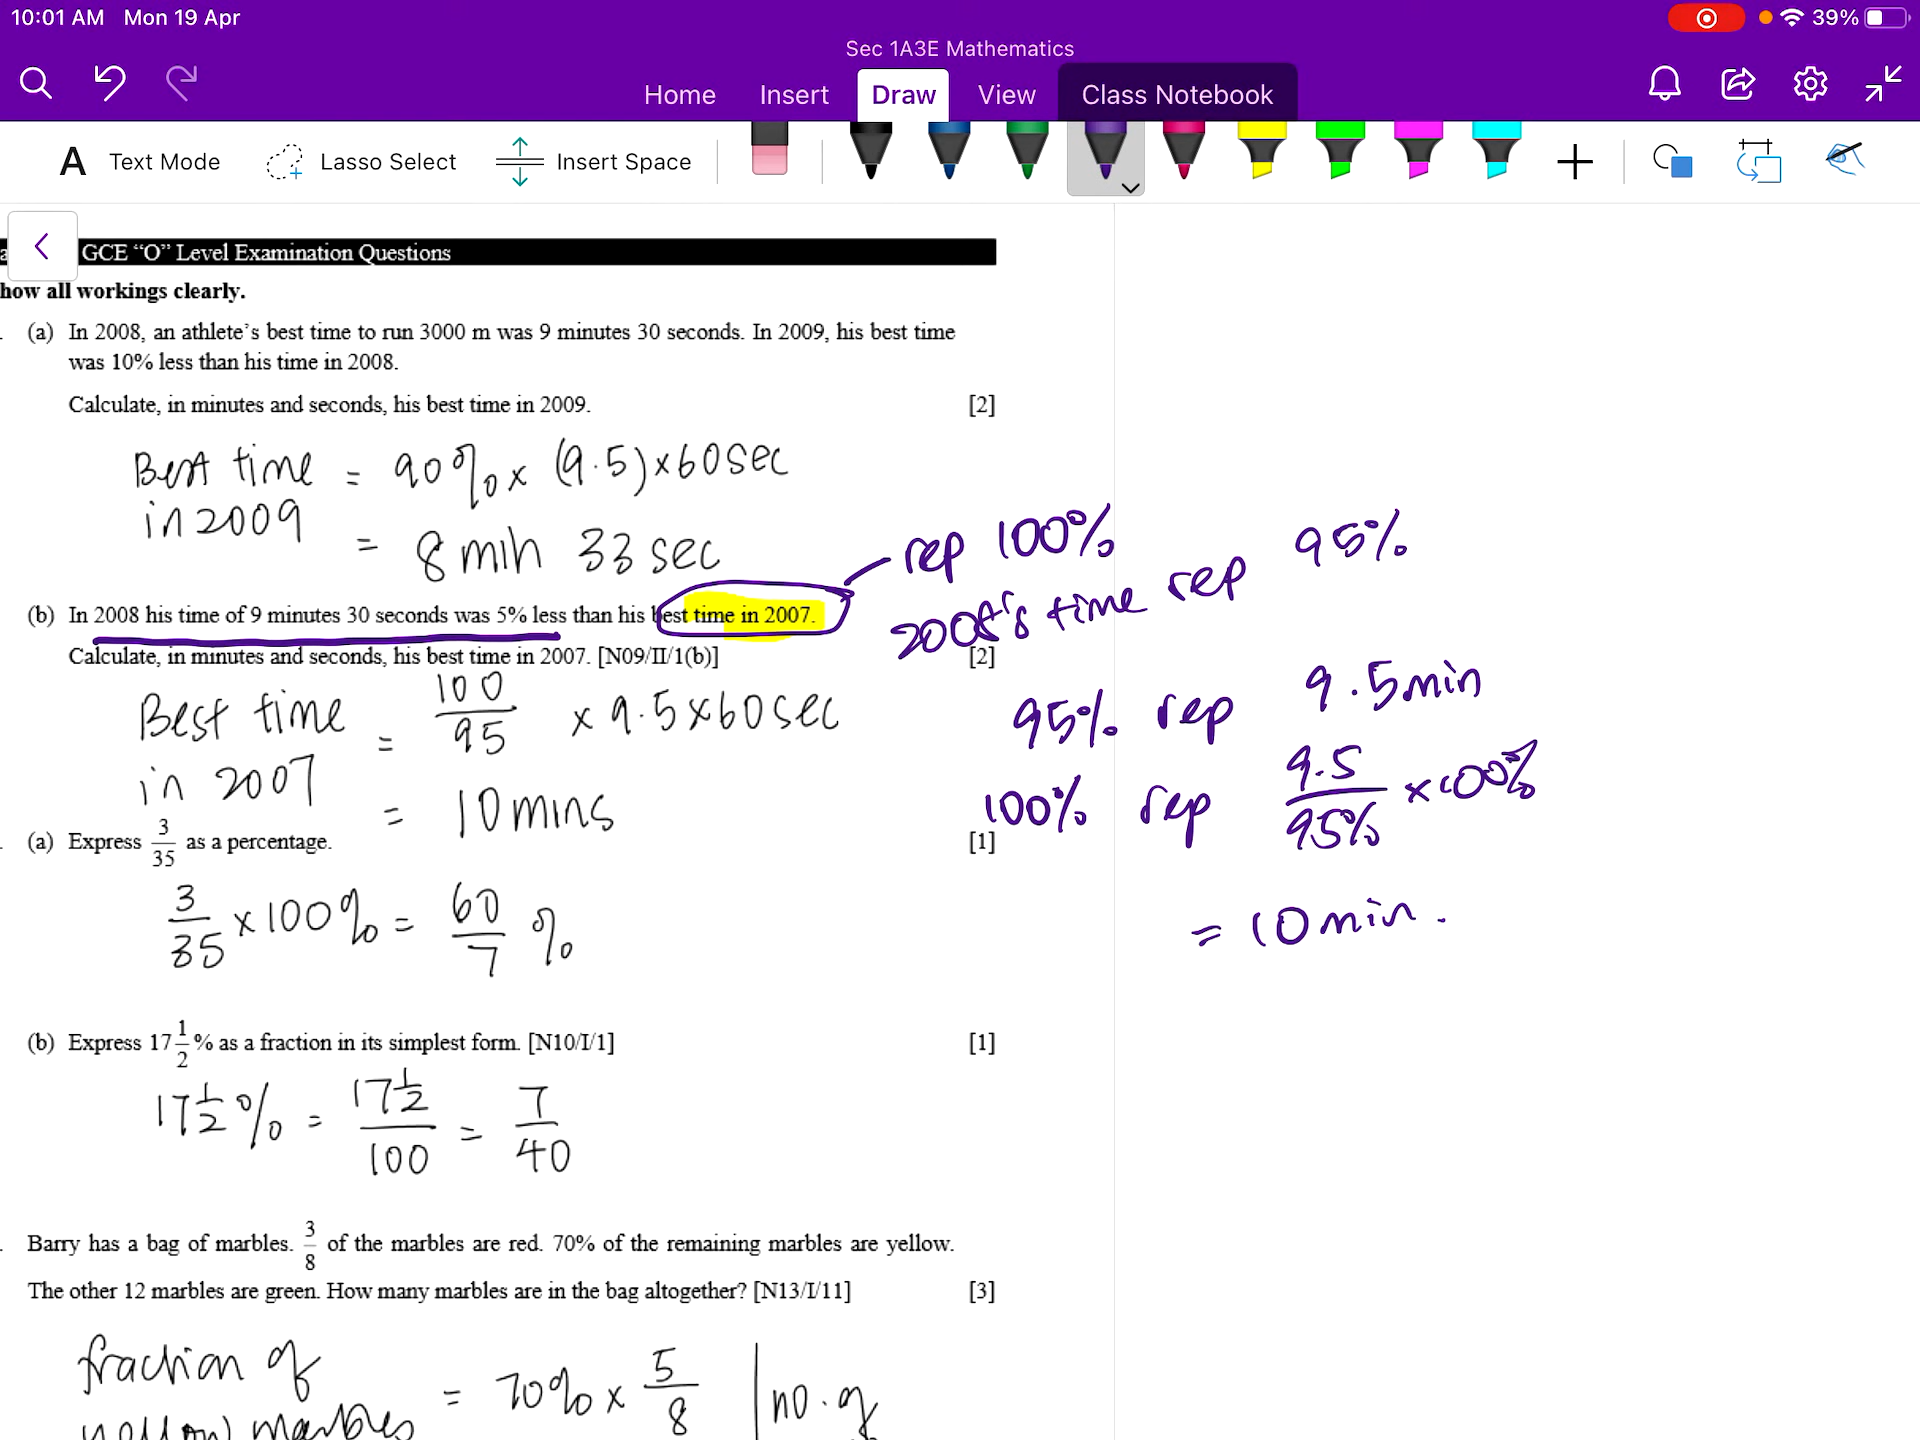 10:01 AM Mon 19 Apr
39%
Sec 1A3E Mathematics
Home Insert Draw View Class Notebook
A Text Mode Lasso Select Insert Space
GCE “O” Level Examination Questions
how all workings clearly.
(a) In 2008, an athlete’s best time to run 3000 m was 9 minutes 30 seconds. In 2009, his best time
was 10% less than his time in 2008.
Calculate, in minutes and seconds, his best time in 2009. [2]
Best time = 90% × (9.5)×60sec
in 2009
= 8 min 33 sec
rep 100%
(b) In 2008 his time of 9 minutes 30 seconds was 5% less than his best time in 2007.
2008's time rep 95%
Calculate, in minutes and seconds, his best time in 2007. [N09/II/1(b)] [2]
Best time = 100/95 × 9.5×60sec
in 2007
= 10 mins
95% rep 9.5min
100% rep 9.5/95% ×100%
= 10 min.
(a) Express 3/35 as a percentage. [1]
3/35 ×100% = 60/7 %
(b) Express 17 1/2 % as a fraction in its simplest form. [N10/I/1] [1]
17 1/2 % = 17 1/2 / 100 = 7/40
Barry has a bag of marbles. 3/8 of the marbles are red. 70% of the remaining marbles are yellow.
The other 12 marbles are green. How many marbles are in the bag altogether? [N13/I/11] [3]
fraction of
yellow marbles = 70% × 5/8
no. of